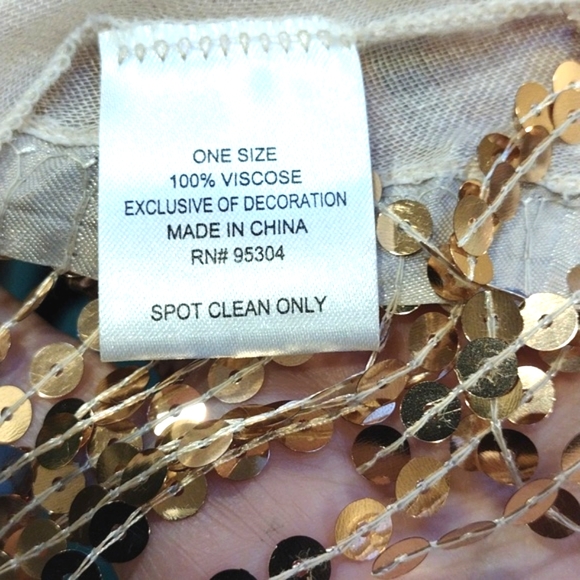 ONE SIZE
100% VISCOSE
EXCLUSIVE OF DECORATION
MADE IN CHINA
RN# 95304
SPOT CLEAN ONLY